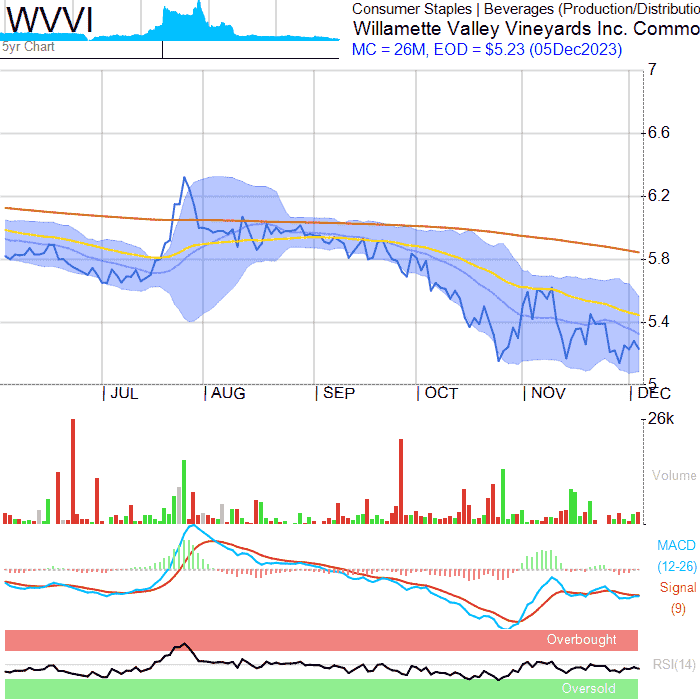 WVVI
5yr Chart
Consumer Staples | Beverages (Production/Distributio
Willamette Valley Vineyards Inc. Commo
MC = 26M, EOD = $5.23 (05Dec2023)
7
6.6
6.2
5.8
5.4
5
JUL AUG SEP OCT NOV DEC
26k
Volume
MACD
(12-26)
Signal
(9)
Overbought
RSI(14)
Oversold